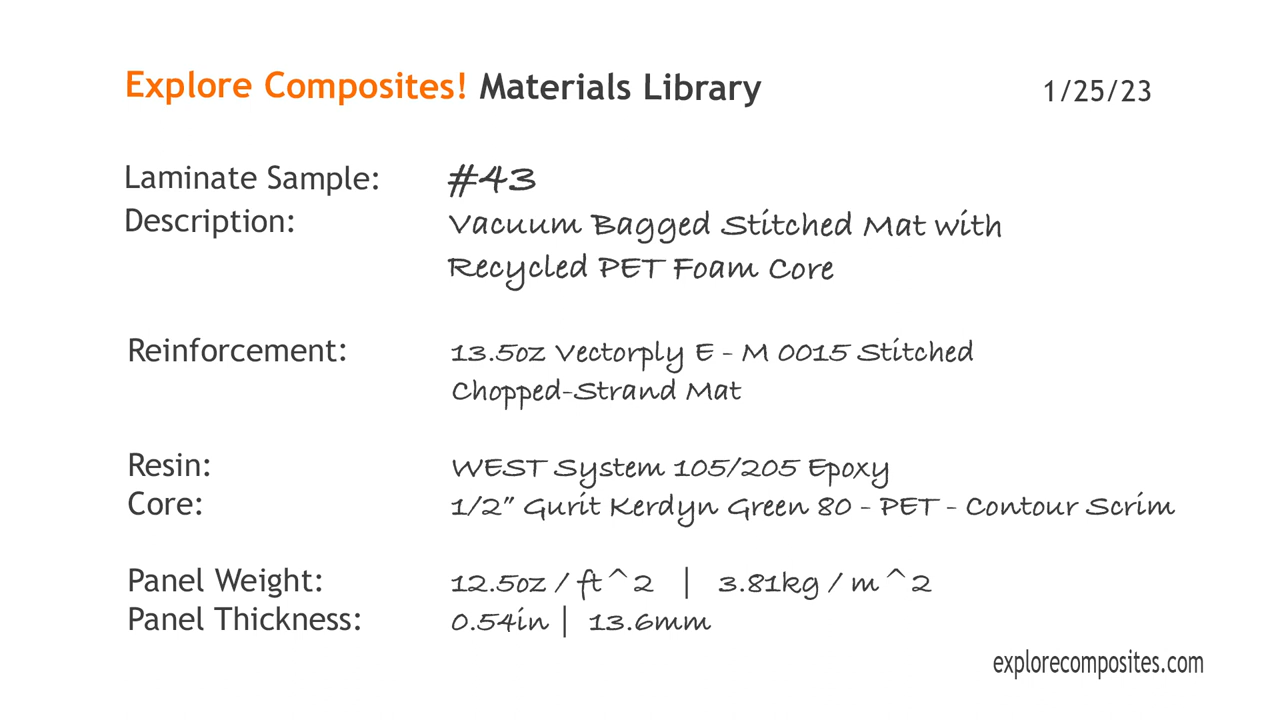 Explore Composites! Materials Library 1/25/23
Laminate Sample: #43
Description: Vacuum Bagged Stitched Mat with
Recycled PET Foam Core
Reinforcement: 13.5oz Vectorply E - M 0015 Stitched
Chopped-Strand Mat
Resin: WEST System 105/205 Epoxy
Core: 1/2" Gurit Kerdyn Green 80 - PET - Contour Scrim
Panel Weight: 12.5oz / ft^2 | 3.81kg / m^2
Panel Thickness: 0.54in | 13.6mm
explorecomposites.com